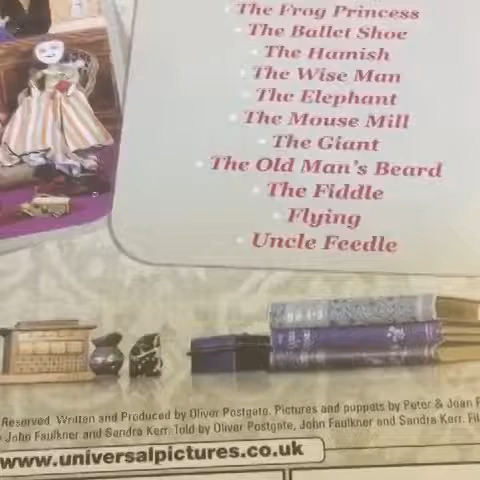 The Frog Princess
The Ballet Shoe
The Hamish
The Wise Man
The Elephant
The Mouse Mill
The Giant
The Old Man's Beard
The Fiddle
Flying
Uncle Feedle
Reserved. Written and Produced by Oliver Postgate. Pictures and puppets by Peter & Joan
John Faulkner and Sandra Kerr. Told by Oliver Postgate, John Faulkner and Sandra Kerr.
www.universalpictures.co.uk